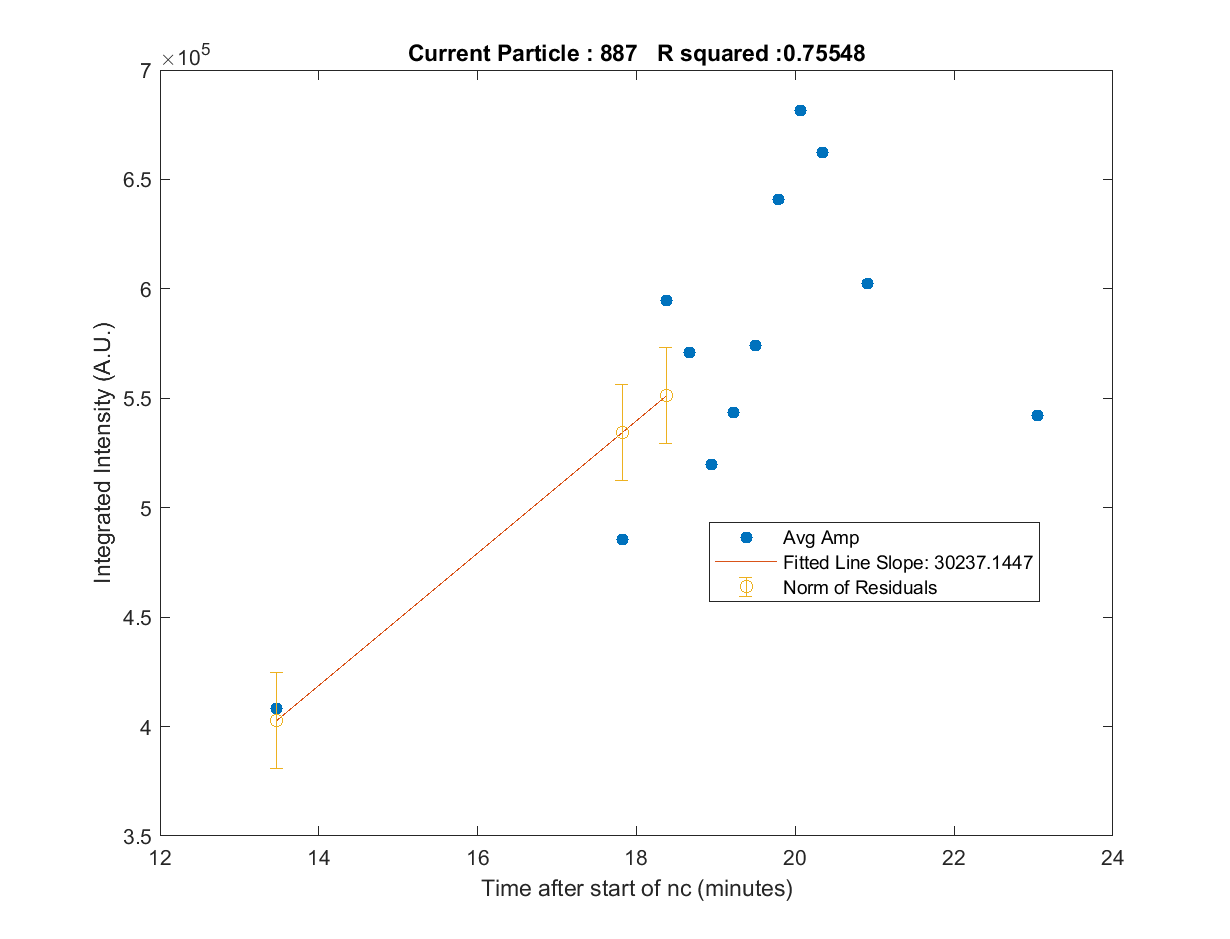 Current Particle : 887 R squared :0.75548
×10^5
7
6.5
6
5.5
5
4.5
4
3.5
12 14 16 18 20 22 24
Integrated Intensity (A.U.)
Time after start of nc (minutes)
Avg Amp
Fitted Line Slope: 30237.1447
Norm of Residuals